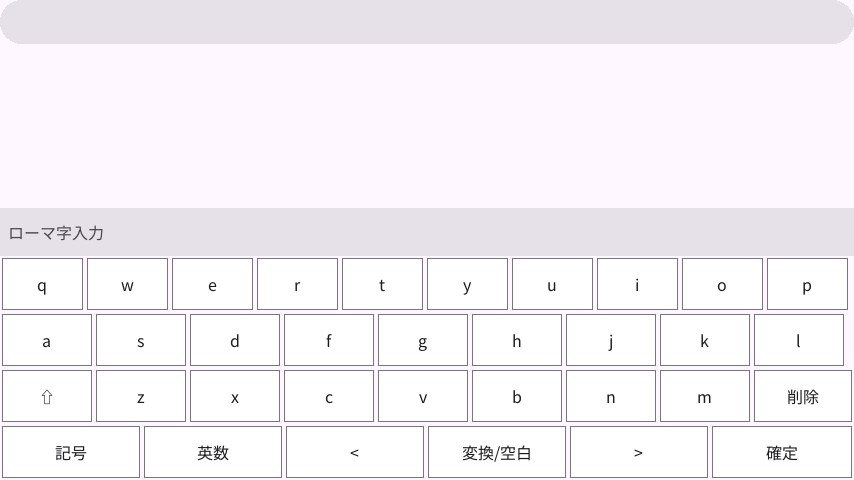 ローマ字入力
q w e r t y u i o p
a s d f g h j k l
⇧ z x c v b n m 削除
記号 英数 < 変換/空白 > 確定